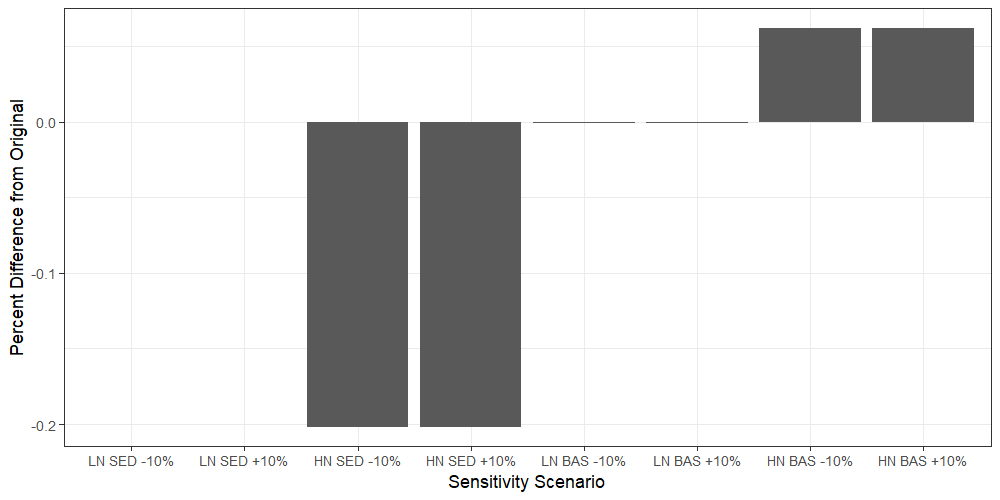 Percent Difference from Original
0.0
-0.1
-0.2
LN SED -10% LN SED +10% HN SED -10% HN SED +10% LN BAS -10% LN BAS +10% HN BAS -10% HN BAS +10%
Sensitivity Scenario